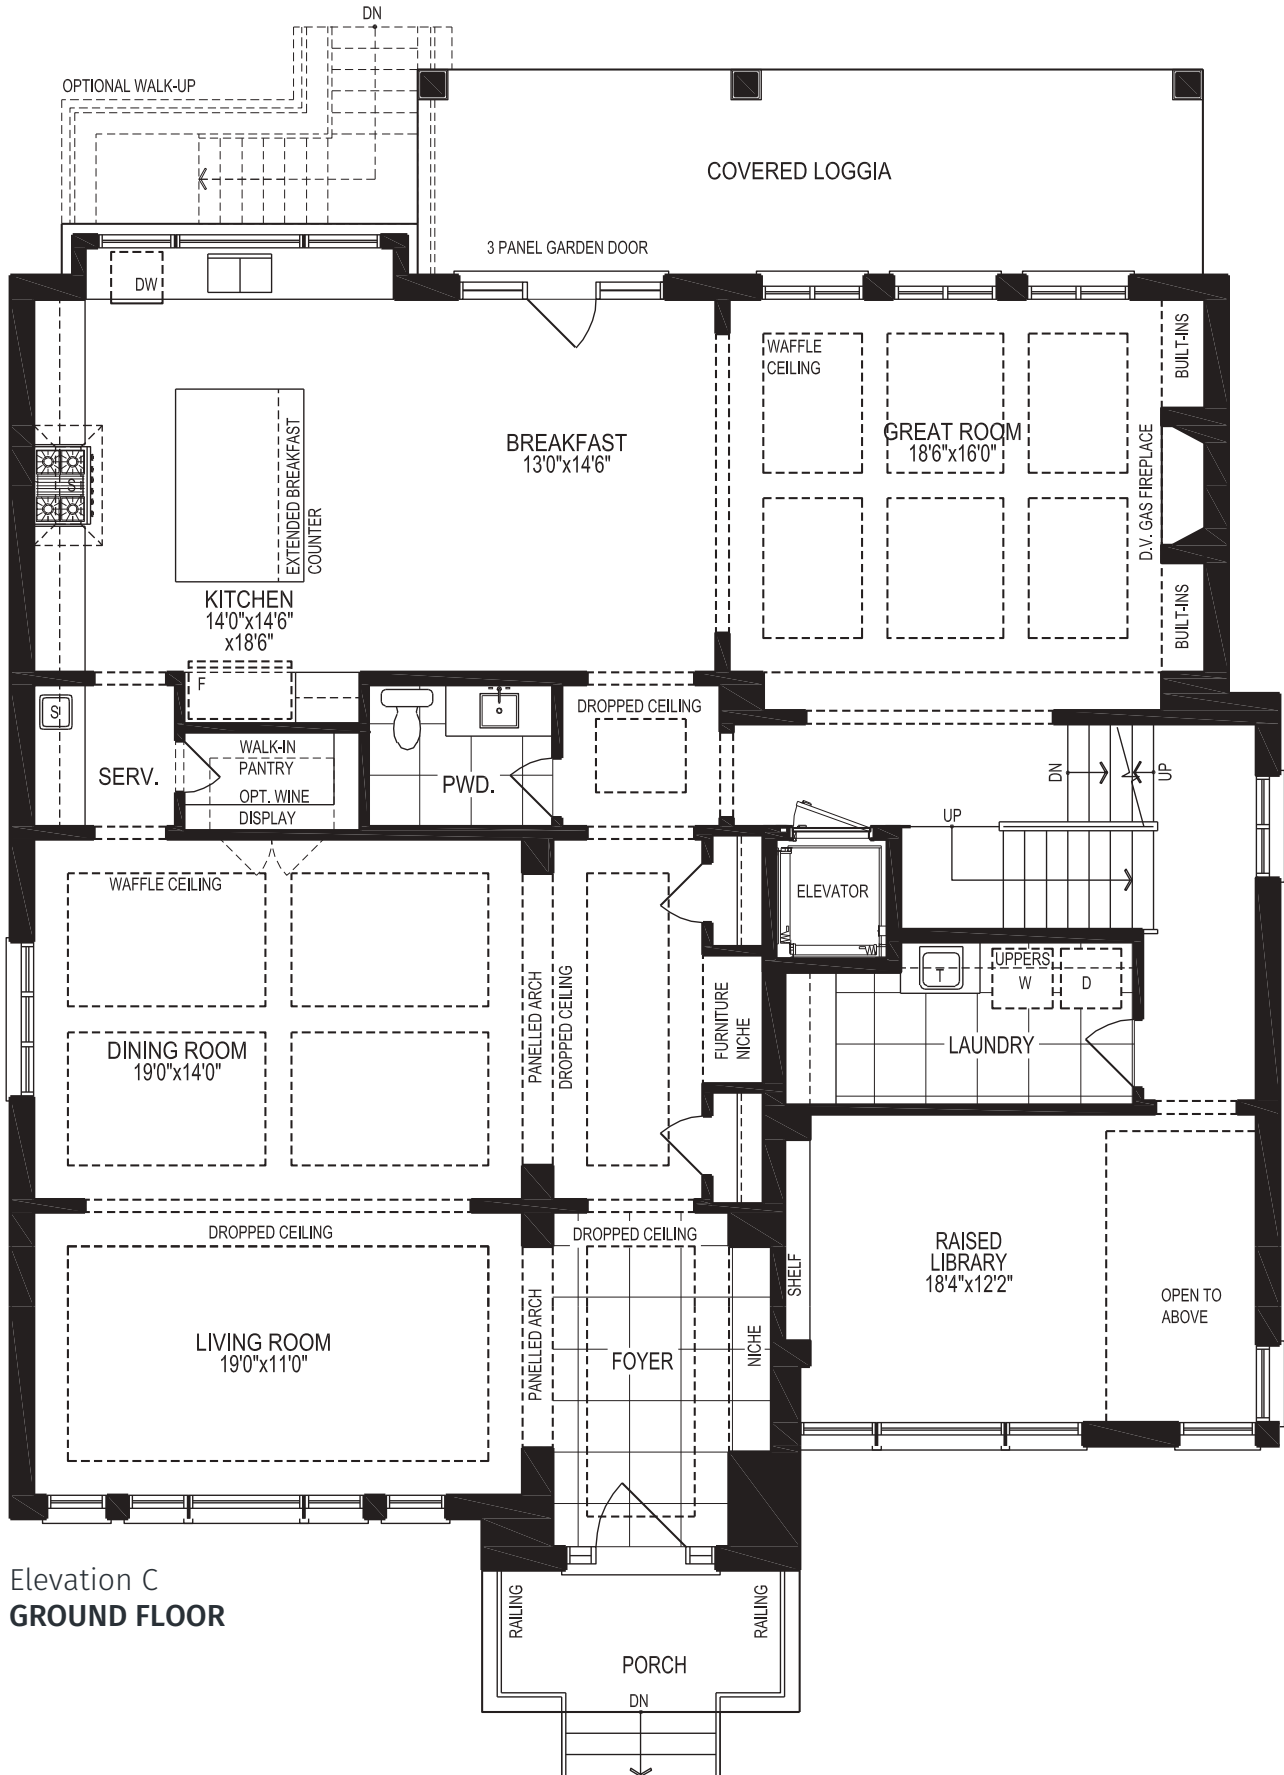 DN
OPTIONAL WALK-UP
COVERED LOGGIA
3 PANEL GARDEN DOOR
DW
WAFFLE
CEILING
BUILT-INS
BREAKFAST
13'0"x14'6"
GREAT ROOM
18'6"x16'0"
D.V. GAS FIREPLACE
S
EXTENDED BREAKFAST
COUNTER
KITCHEN
14'0"x14'6"
x18'6"
BUILT-INS
F
S
DROPPED CEILING
SERV.
WALK-IN
PANTRY
OPT. WINE
DISPLAY
PWD.
DN
UP
UP
WAFFLE CEILING
ELEVATOR
PANELLED ARCH
DROPPED CEILING
FURNITURE
NICHE
T
UPPERS
W
D
LAUNDRY
DINING ROOM
19'0"x14'0"
DROPPED CEILING
DROPPED CEILING
SHELF
RAISED
LIBRARY
18'4"x12'2"
OPEN TO
ABOVE
LIVING ROOM
19'0"x11'0"
PANELLED ARCH
FOYER
NICHE
Elevation C
GROUND FLOOR
RAILING
RAILING
PORCH
DN